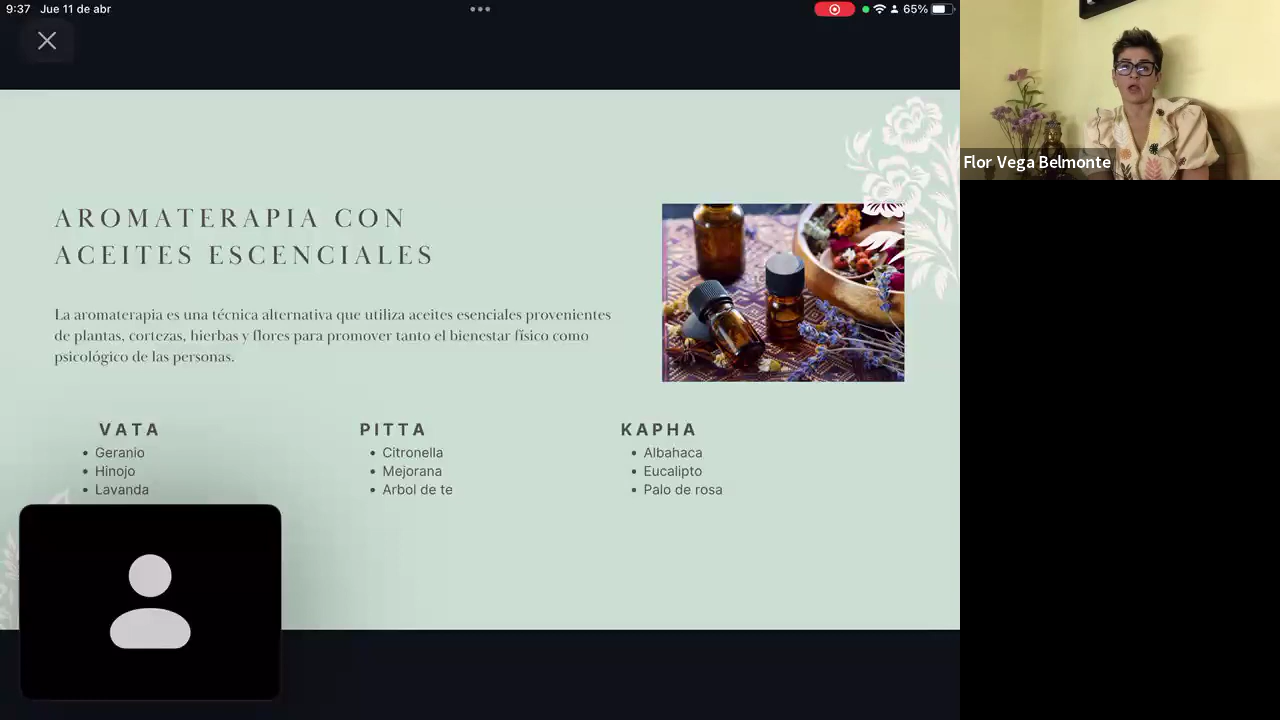 9:37 Jue 11 de abr
65%
Flor Vega Belmonte
AROMATERAPIA CON
ACEITES ESCENCIALES
La aromaterapia es una técnica alternativa que utiliza aceites esenciales provenientes
de plantas, cortezas, hierbas y flores para promover tanto el bienestar físico como
psicológico de las personas.
VATA
• Geranio
• Hinojo
• Lavanda
PITTA
• Citronella
• Mejorana
• Arbol de te
KAPHA
• Albahaca
• Eucalipto
• Palo de rosa